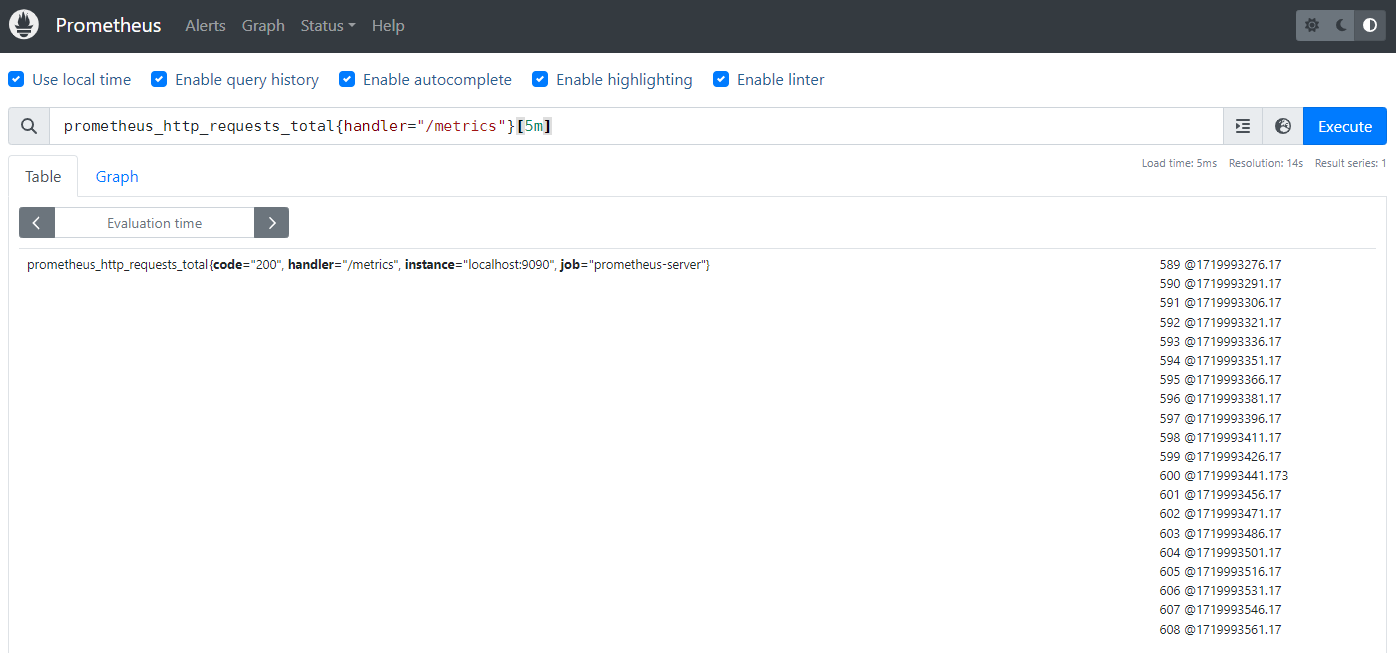 Prometheus Alerts Graph Status Help
Use local time Enable query history Enable autocomplete Enable highlighting Enable linter
prometheus_http_requests_total{handler="/metrics"}[5m] Execute
Load time: 5ms Resolution: 14s Result series: 1
Table Graph
Evaluation time
prometheus_http_requests_total{code="200", handler="/metrics", instance="localhost:9090", job="prometheus-server"} 589 @1719993276.17
590 @1719993291.17
591 @1719993306.17
592 @1719993321.17
593 @1719993336.17
594 @1719993351.17
595 @1719993366.17
596 @1719993381.17
597 @1719993396.17
598 @1719993411.17
599 @1719993426.17
600 @1719993441.173
601 @1719993456.17
602 @1719993471.17
603 @1719993486.17
604 @1719993501.17
605 @1719993516.17
606 @1719993531.17
607 @1719993546.17
608 @1719993561.17